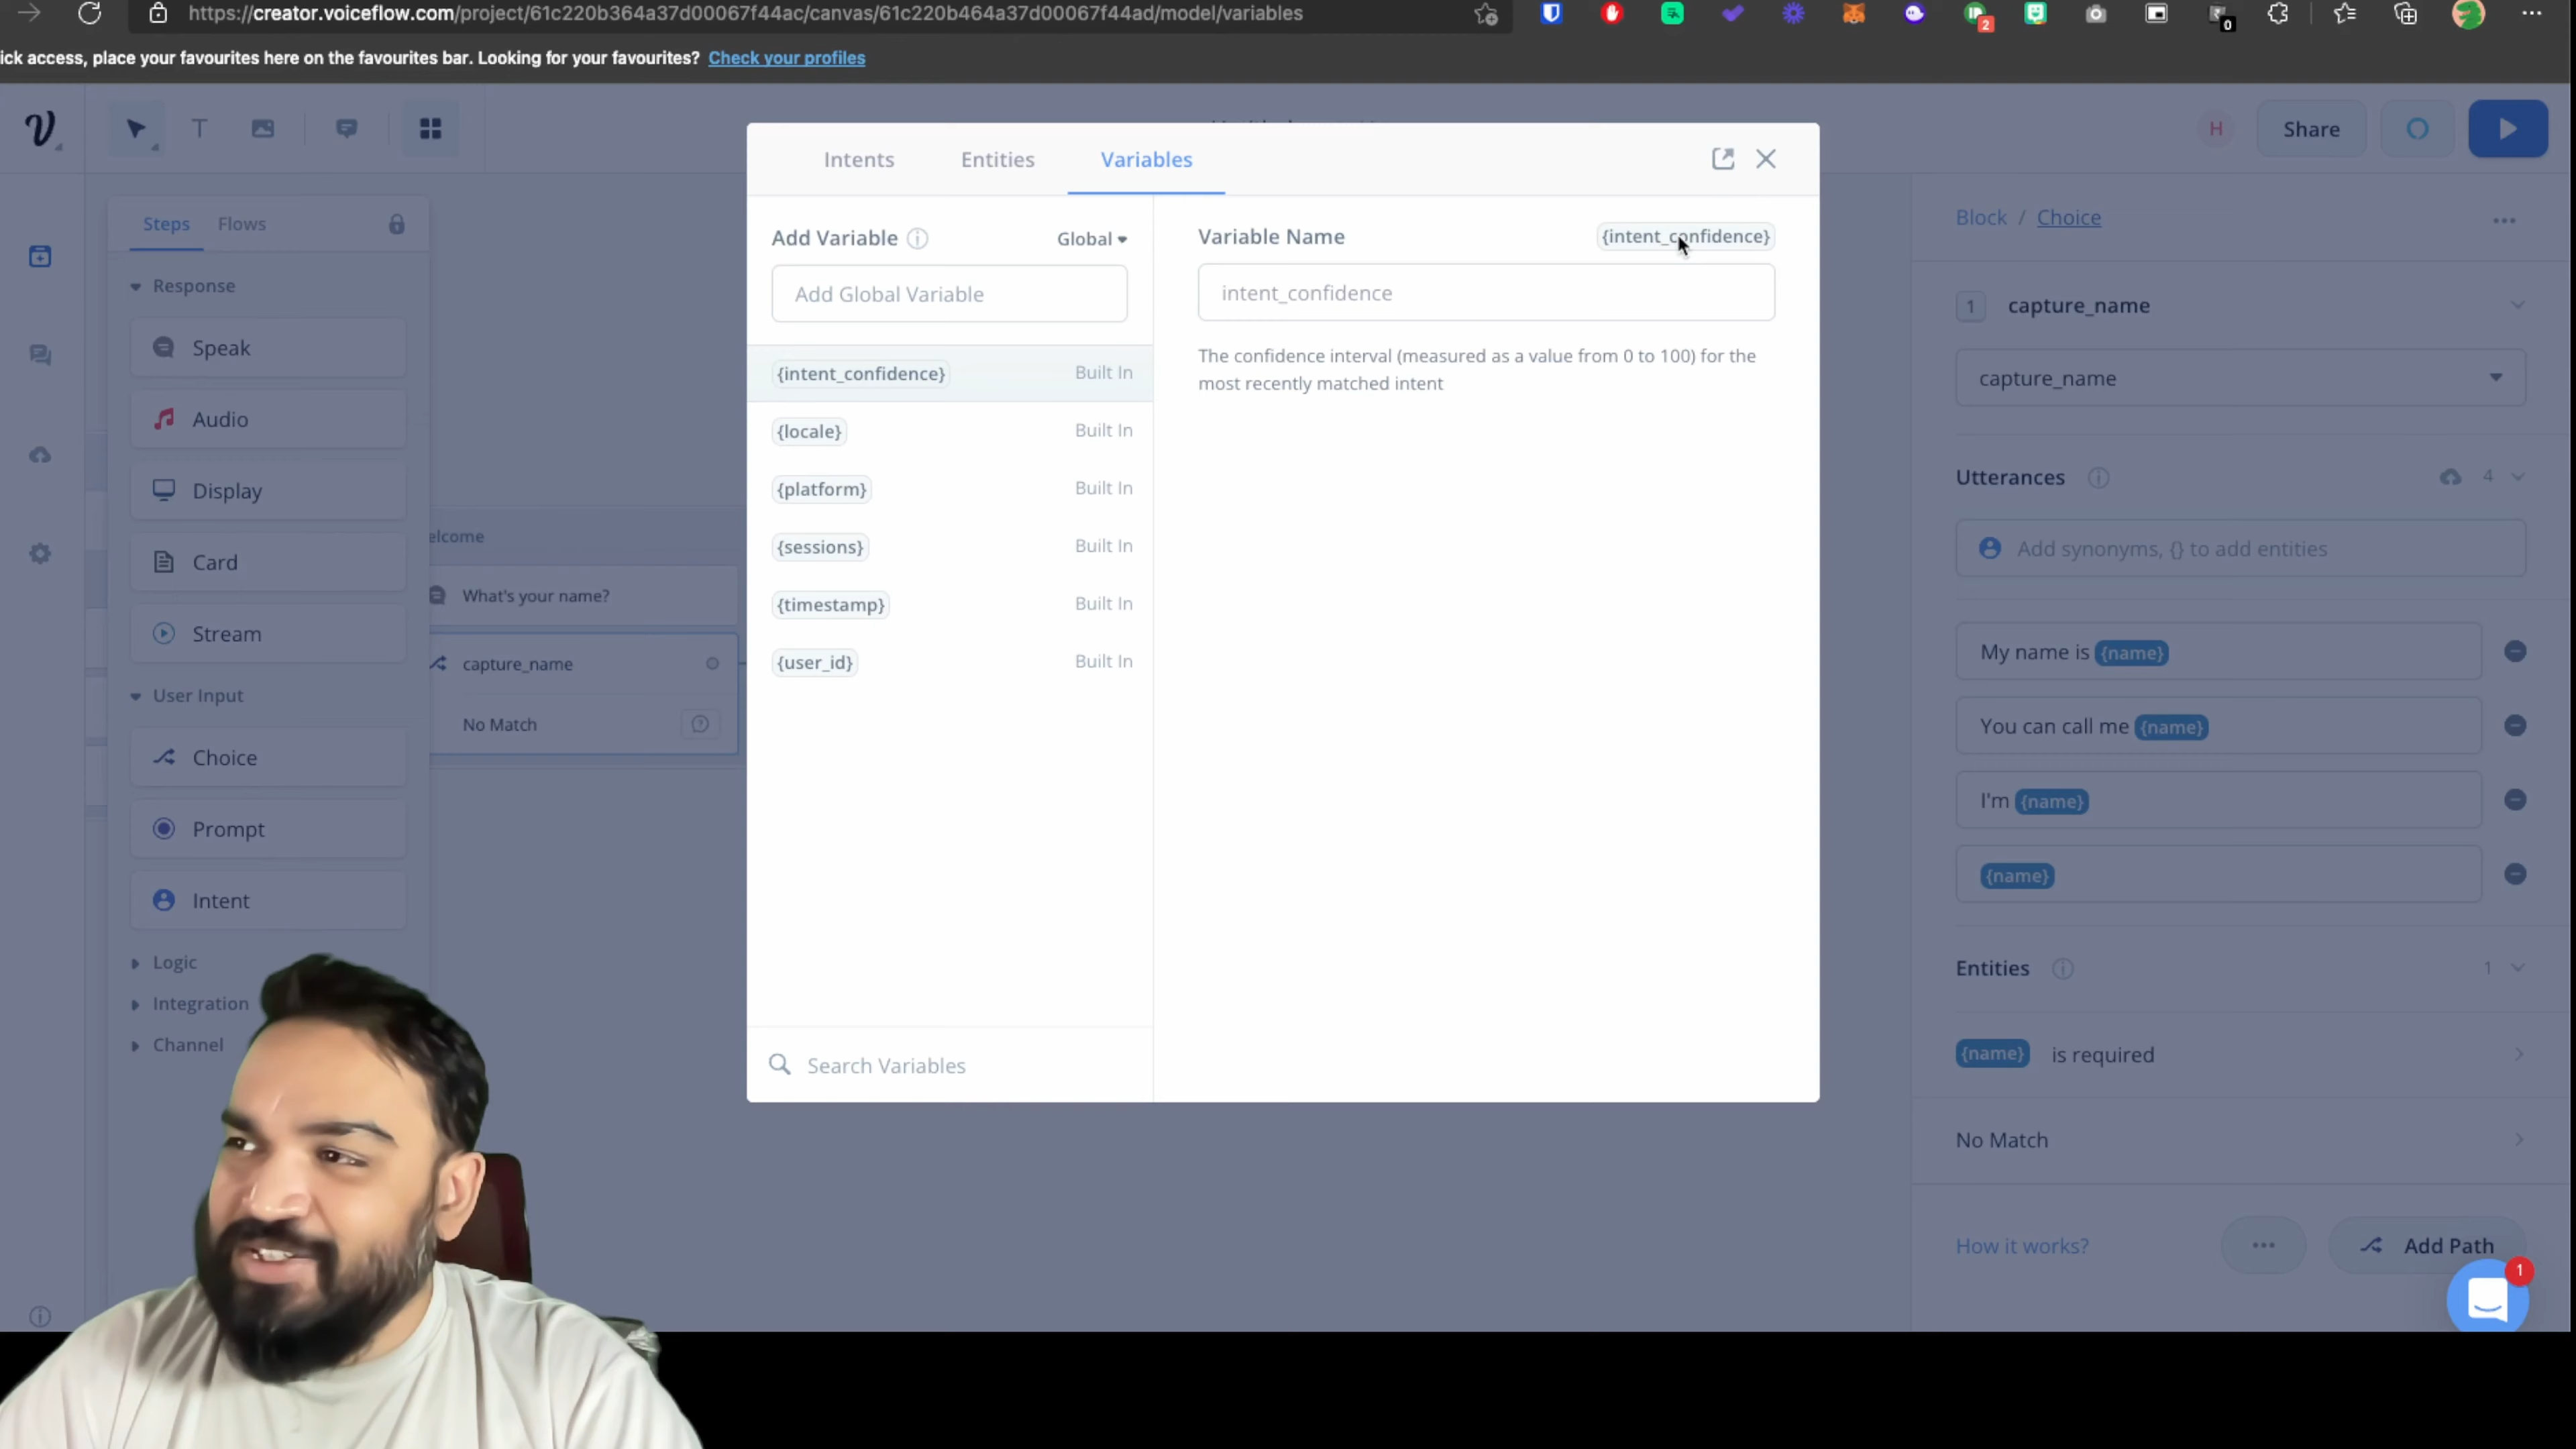 https://creator.voiceflow.com/project/61c220b364a37d00067f44ac/canvas/61c220b464a37d00067f44ad/model/variables
2
0
ick access, place your favourites here on the favourites bar. Looking for your favourites? Check your profiles
T
H
Share
Steps
Flows
Response
Speak
Audio
Display
Card
Stream
User Input
Choice
Prompt
Intent
Logic
Integration
Channel
elcome
What's your name?
capture_name
No Match
Intents
Entities
Variables
Add Variable
Global
Add Global Variable
{intent_confidence} Built In
{locale} Built In
{platform} Built In
{sessions} Built In
{timestamp} Built In
{user_id} Built In
Search Variables
Variable Name
{intent_confidence}
intent_confidence
The confidence interval (measured as a value from 0 to 100) for the
most recently matched intent
Block / Choice
1 capture_name
capture_name
Utterances
4
Add synonyms, {} to add entities
My name is {name}
You can call me {name}
I'm {name}
{name}
Entities
1
{name} is required
No Match
How it works?
Add Path
1